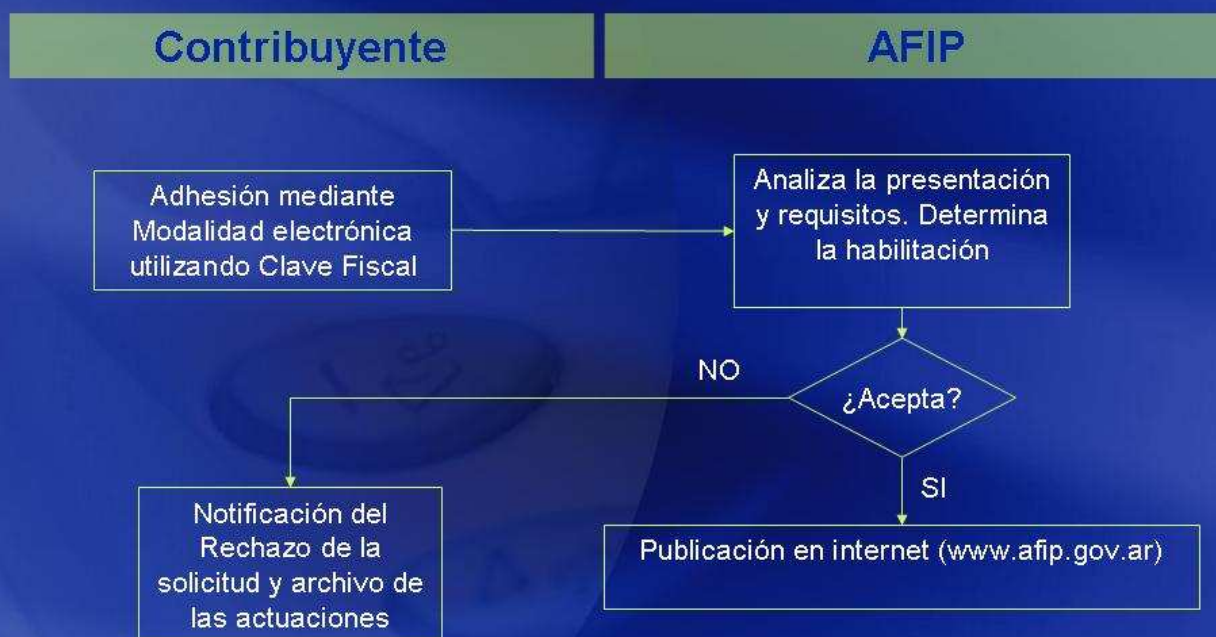 Contribuyente
AFIP
Adhesión mediante
Modalidad electrónica
utilizando Clave Fiscal
Analiza la presentación
y requisitos. Determina
la habilitación
¿Acepta?
NO
SI
Notificación del
Rechazo de la
solicitud y archivo de
las actuaciones
Publicación en internet (www.afip.gov.ar)